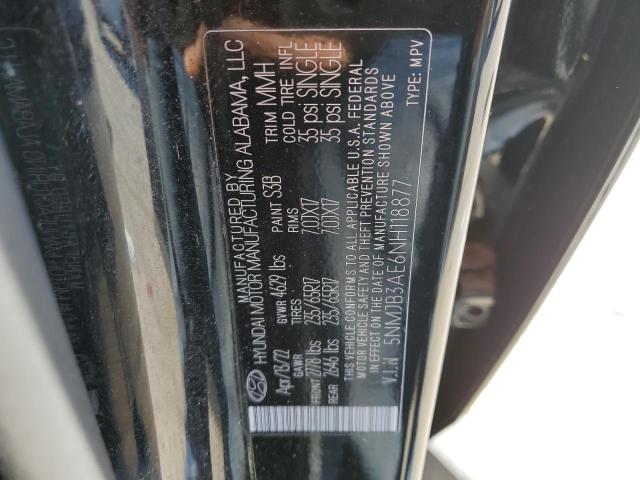 MANUFACTURED BY
HYUNDAI MOTOR MANUFACTURING ALABAMA, LLC
Apr/13/22 GVWR 4629 lbs PAINT S3B TRIM MMH
GAWR TIRES RIMS COLD TIRE INFL
FRONT 2778 lbs 235/65R17 7.0JX17 35 psi SINGLE
REAR 2646 lbs 235/65R17 7.0JX17 35 psi SINGLE
THIS VEHICLE CONFORMS TO ALL APPLICABLE U.S.A. FEDERAL
MOTOR VEHICLE SAFETY AND THEFT PREVENTION STANDARDS
IN EFFECT ON THE DATE OF MANUFACTURE SHOWN ABOVE
V.I.N 5NMJB3AE6NH118877 TYPE: MPV